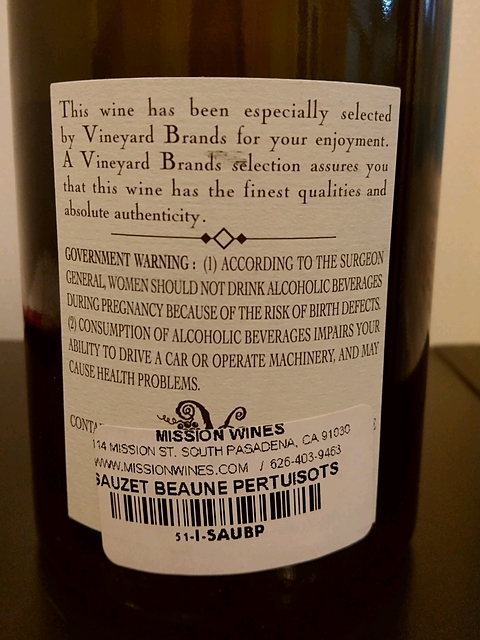 This wine has been especially selected
by Vineyard Brands for your enjoyment.
A Vineyard Brands selection assures you
that this wine has the finest qualities and
absolute authenticity.
GOVERNMENT WARNING: (1) ACCORDING TO THE SURGEON
GENERAL, WOMEN SHOULD NOT DRINK ALCOHOLIC BEVERAGES
DURING PREGNANCY BECAUSE OF THE RISK OF BIRTH DEFECTS.
(2) CONSUMPTION OF ALCOHOLIC BEVERAGES IMPAIRS YOUR
ABILITY TO DRIVE A CAR OR OPERATE MACHINERY, AND MAY
CAUSE HEALTH PROBLEMS.
MISSION WINES
114 MISSION ST. SOUTH PASADENA, CA 91030
WWW.MISSIONWINES.COM / 626-403-9463
SAUZET BEAUNE PERTUISOTS
51-I-SAUBP